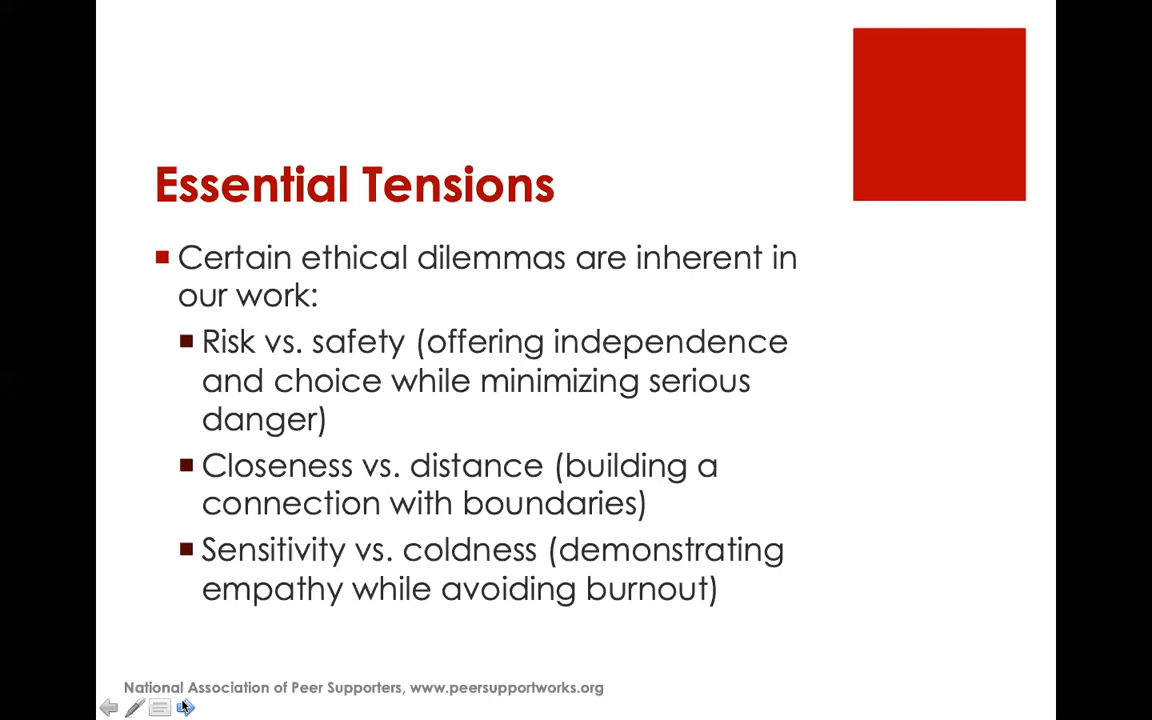 Essential Tensions
Certain ethical dilemmas are inherent in
our work:
Risk vs. safety (offering independence
and choice while minimizing serious
danger)
Closeness vs. distance (building a
connection with boundaries)
Sensitivity vs. coldness (demonstrating
empathy while avoiding burnout)
National Association of Peer Supporters, www.peersupportworks.org